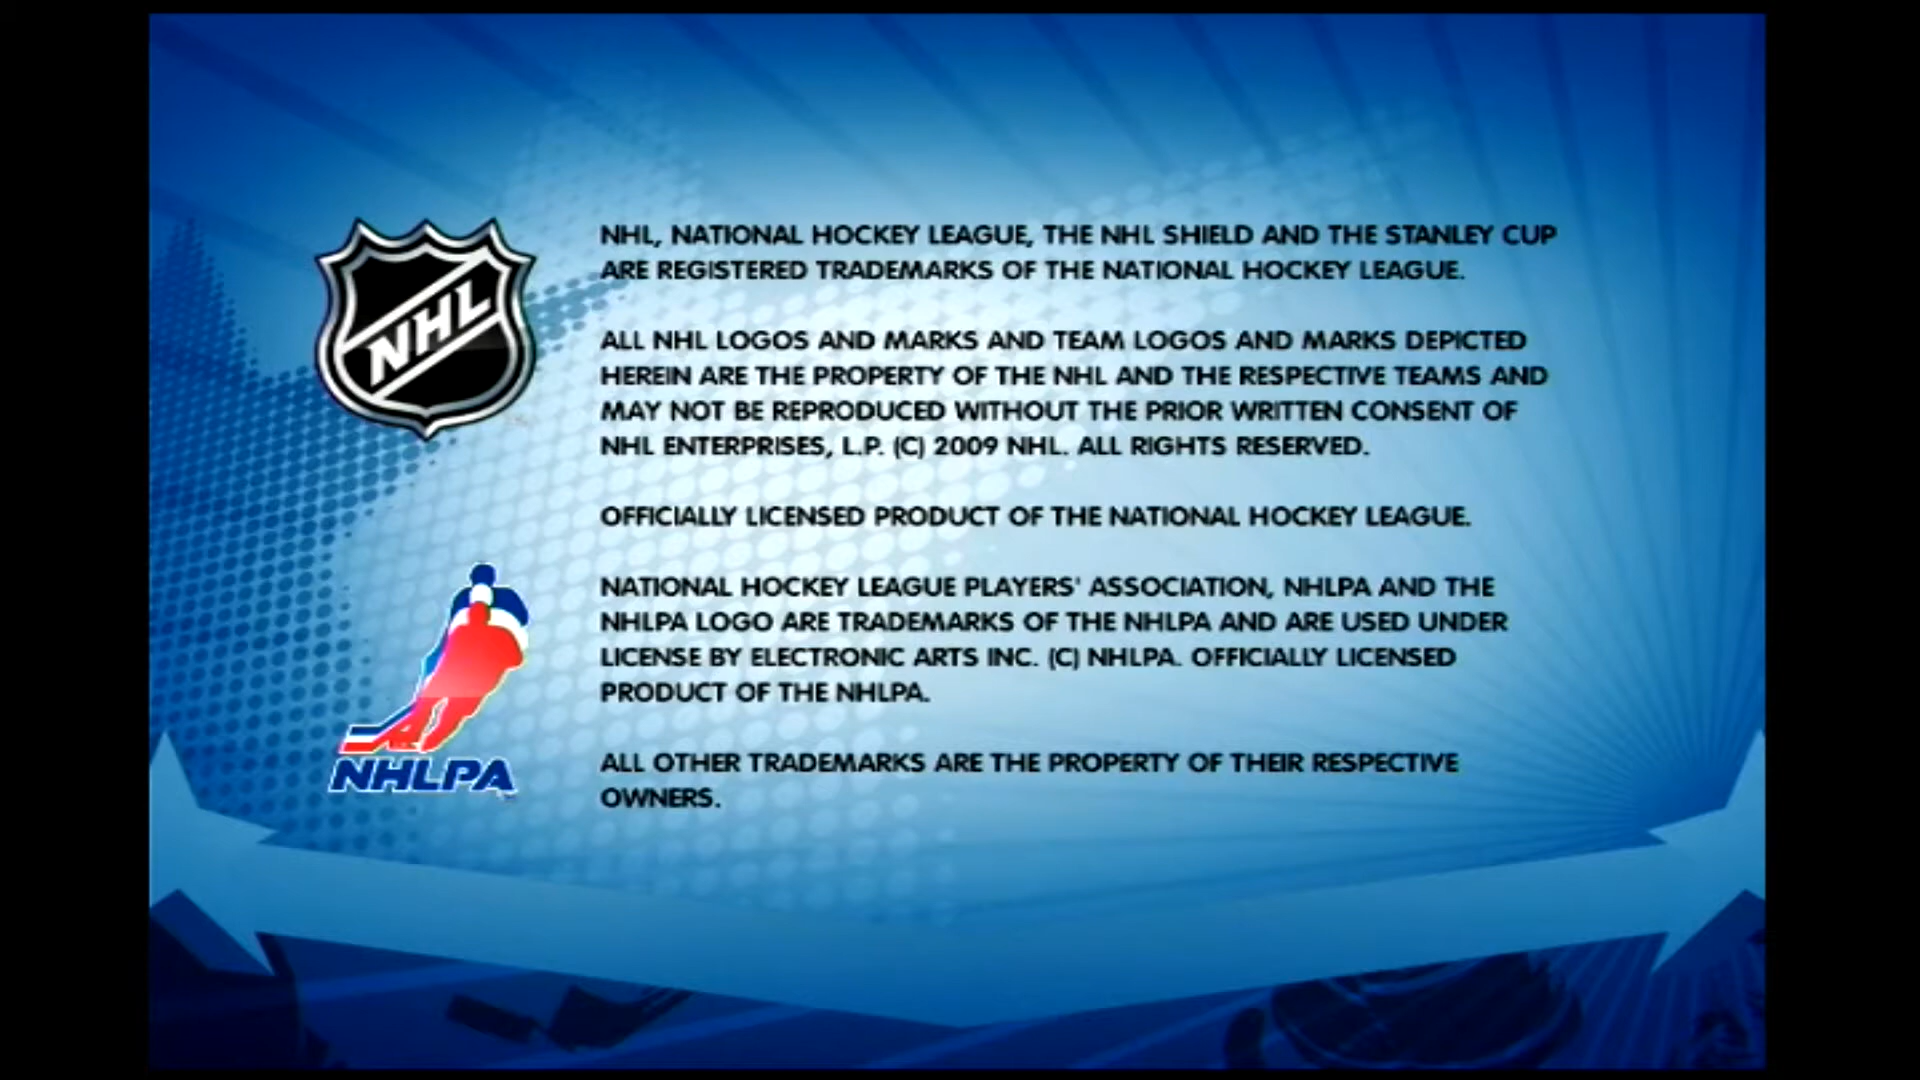 NHL
NHL, NATIONAL HOCKEY LEAGUE, THE NHL SHIELD AND THE STANLEY CUP
ARE REGISTERED TRADEMARKS OF THE NATIONAL HOCKEY LEAGUE.
ALL NHL LOGOS AND MARKS AND TEAM LOGOS AND MARKS DEPICTED
HEREIN ARE THE PROPERTY OF THE NHL AND THE RESPECTIVE TEAMS AND
MAY NOT BE REPRODUCED WITHOUT THE PRIOR WRITTEN CONSENT OF
NHL ENTERPRISES, L.P. (C) 2009 NHL. ALL RIGHTS RESERVED.
OFFICIALLY LICENSED PRODUCT OF THE NATIONAL HOCKEY LEAGUE.
NHLPA
NATIONAL HOCKEY LEAGUE PLAYERS' ASSOCIATION, NHLPA AND THE
NHLPA LOGO ARE TRADEMARKS OF THE NHLPA AND ARE USED UNDER
LICENSE BY ELECTRONIC ARTS INC. (C) NHLPA. OFFICIALLY LICENSED
PRODUCT OF THE NHLPA.
ALL OTHER TRADEMARKS ARE THE PROPERTY OF THEIR RESPECTIVE
OWNERS.